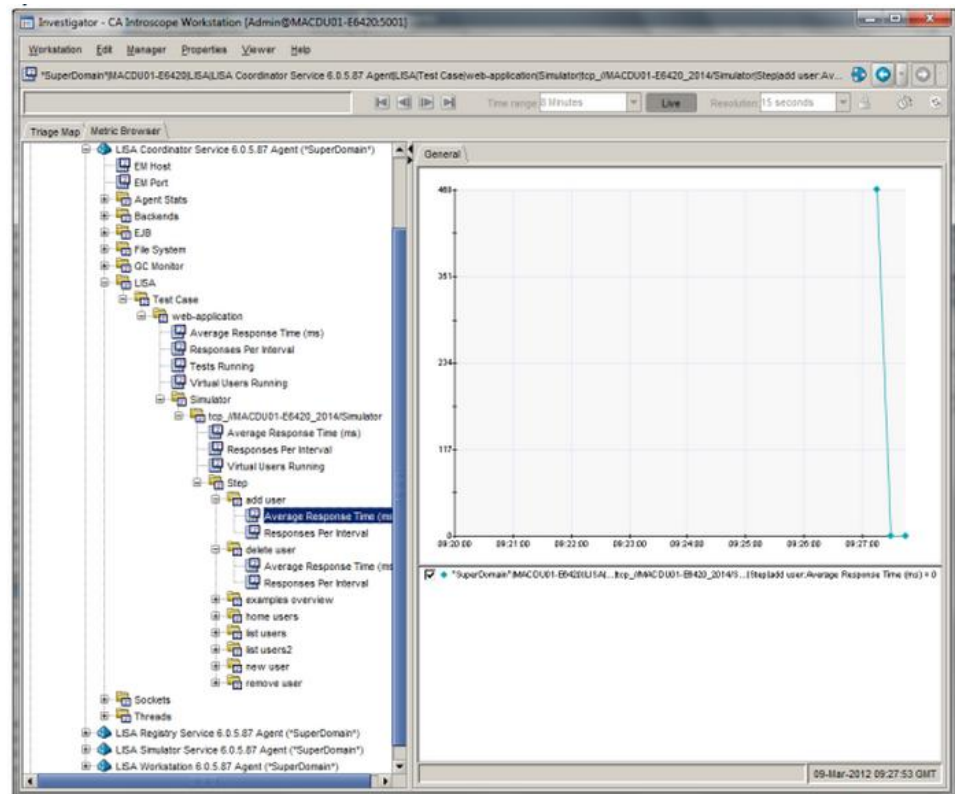 Investigator - CA Introscope Workstation [Admin@MACDU01-E6420:5001]
Workstation Edit Manager Properties Viewer Help
*SuperDomain*|MACDU01-E6420|LISA|LISA Coordinator Service 6.0.5.87 Agent|LISA|Test Case|web-application|Simulator|tcp_//MACDU01-E6420_2014/Simulator|Step|add user:Av...
Time range: 8 Minutes Live Resolution: 15 seconds
Triage Map Metric Browser
LISA Coordinator Service 6.0.5.87 Agent (*SuperDomain*)
EM Host
EM Port
Agent Stats
Backends
EJB
File System
GC Monitor
LISA
Test Case
web-application
Average Response Time (ms)
Responses Per Interval
Tests Running
Virtual Users Running
Simulator
tcp_//MACDU01-E6420_2014/Simulator
Average Response Time (ms)
Responses Per Interval
Virtual Users Running
Step
add user
Average Response Time (ms
Responses Per Interval
delete user
Average Response Time (ms
Responses Per Interval
examples overview
home users
list users
list users2
new user
remove user
Sockets
Threads
LISA Registry Service 6.0.5.87 Agent (*SuperDomain*)
LISA Simulator Service 6.0.5.87 Agent (*SuperDomain*)
LISA Workstation 6.0.5.87 Agent (*SuperDomain*)
General
351
234
117
0
09:20:00 09:21:00 09:22:00 09:23:00 09:24:00 09:25:00 09:26:00 09:27:00
*SuperDomain*|MACDU01-E6420|LISA|...tcp_//MACDU01-E6420_2014/S...|Step|add user:Average Response Time (ms) = 0
09-Mar-2012 09:27:53 GMT